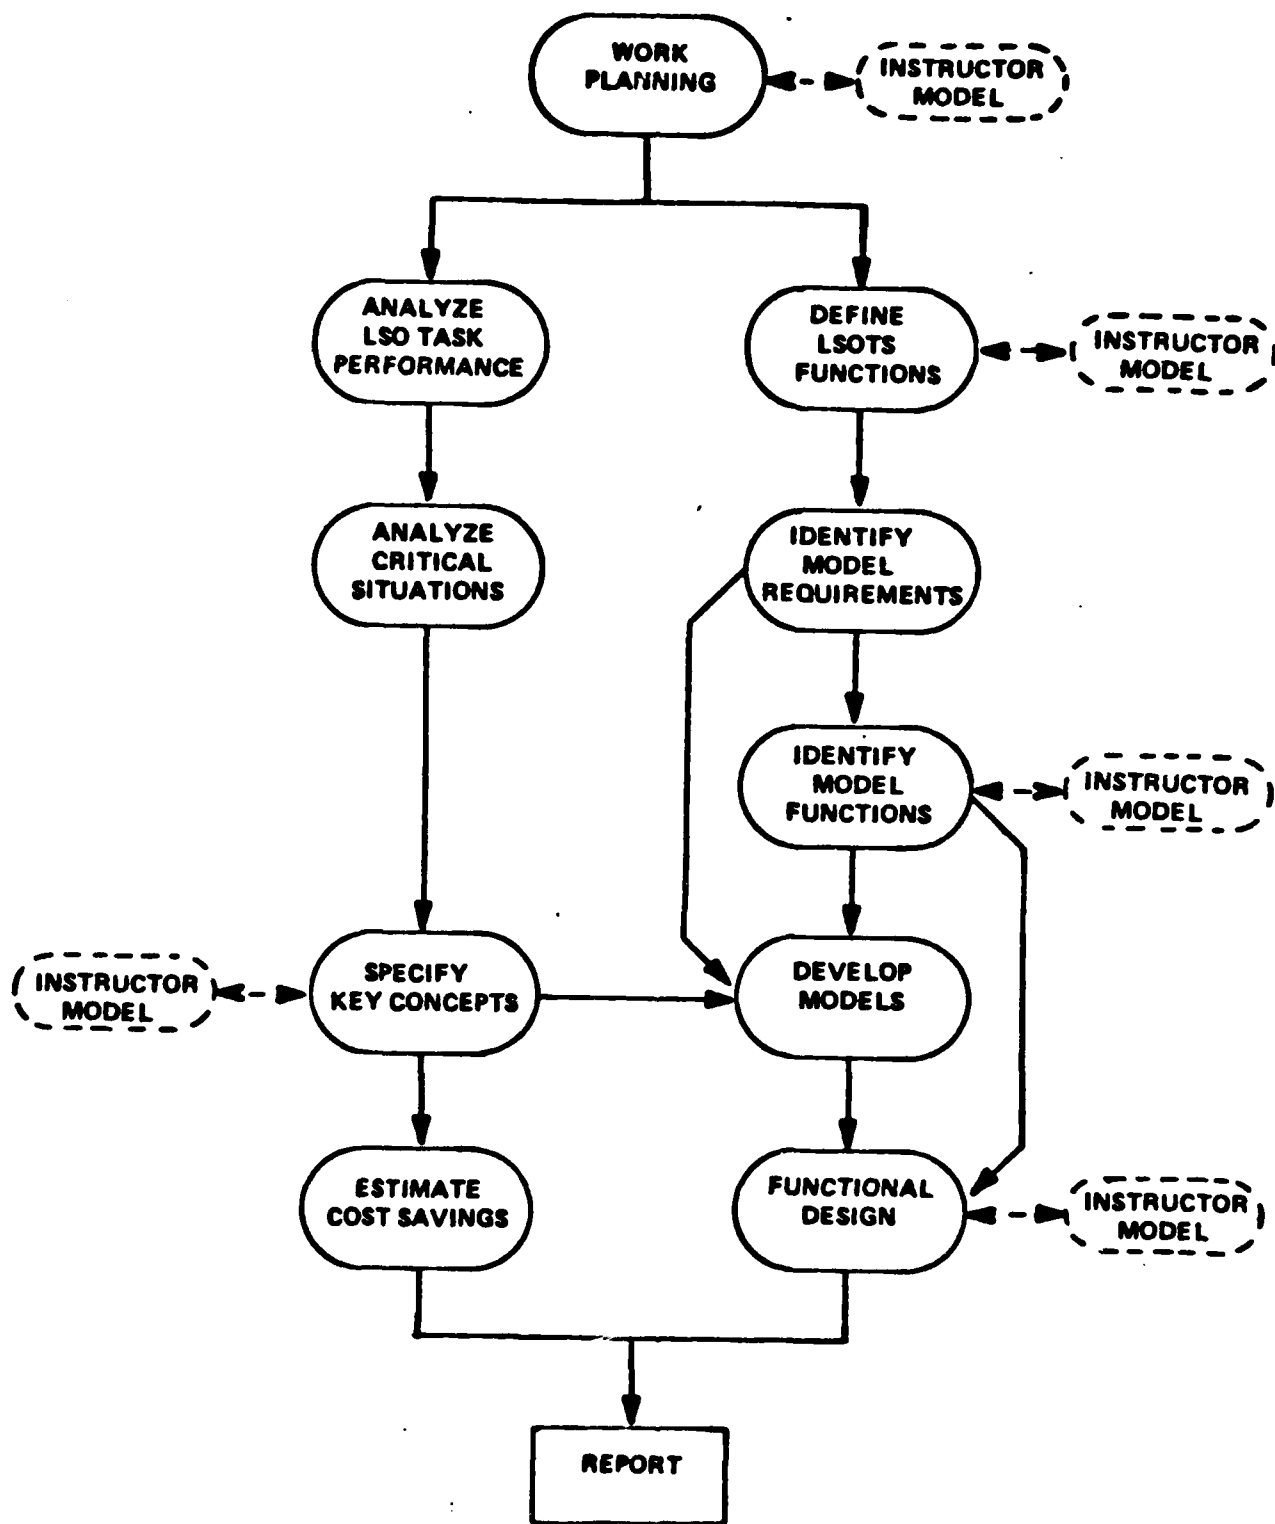 WORK
PLANNING
INSTRUCTOR
MODEL
ANALYZE
LSO TASK
PERFORMANCE
DEFINE
LSOTS
FUNCTIONS
INSTRUCTOR
MODEL
ANALYZE
CRITICAL
SITUATIONS
IDENTIFY
MODEL
REQUIREMENTS
IDENTIFY
MODEL
FUNCTIONS
INSTRUCTOR
MODEL
INSTRUCTOR
MODEL
SPECIFY
KEY CONCEPTS
DEVELOP
MODELS
ESTIMATE
COST SAVINGS
FUNCTIONAL
DESIGN
INSTRUCTOR
MODEL
REPORT